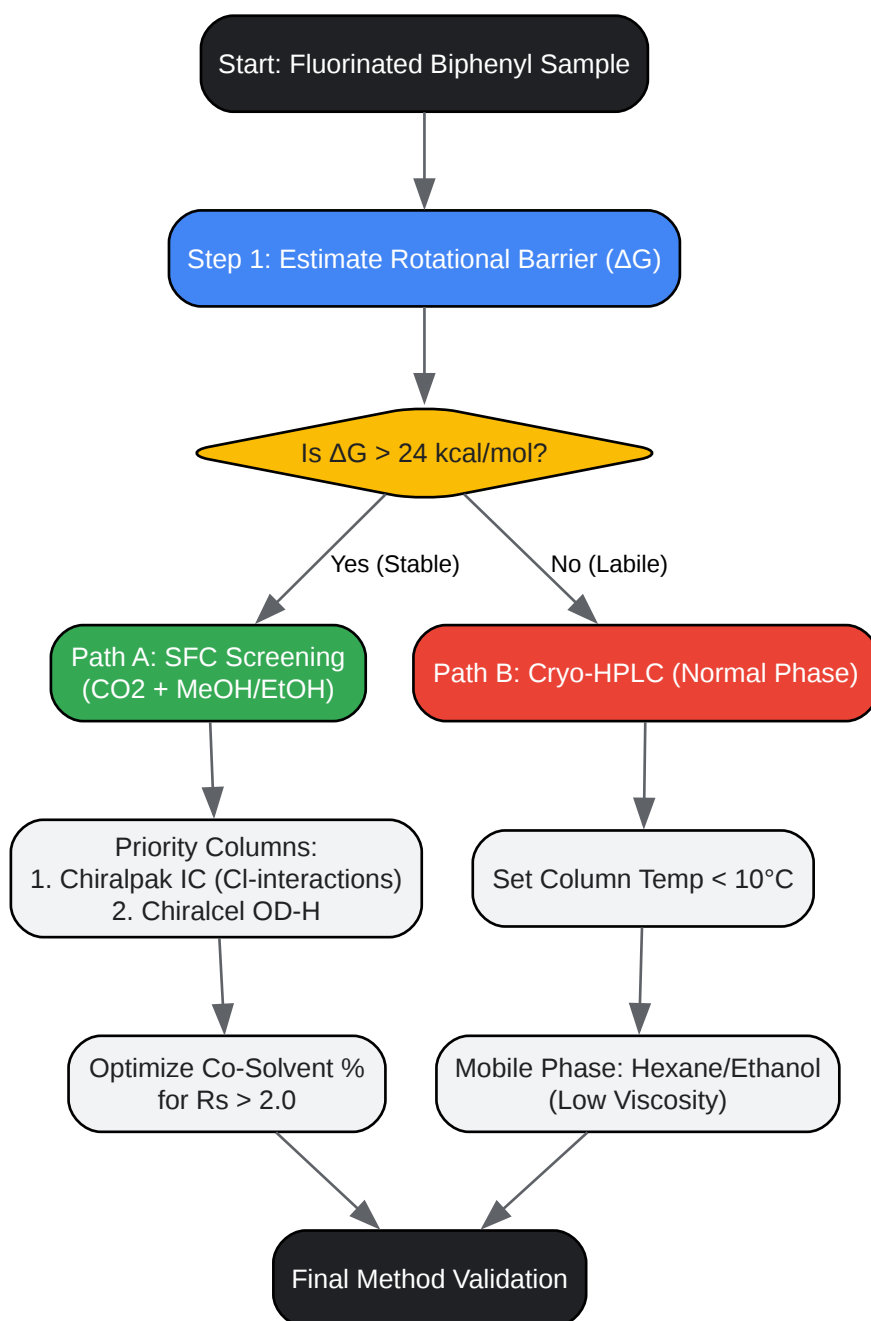 Start: Fluorinated Biphenyl Sample
Step 1: Estimate Rotational Barrier (ΔG)
Is ΔG > 24 kcal/mol?
Yes (Stable)
No (Labile)
Path A: SFC Screening
(CO2 + MeOH/EtOH)
Path B: Cryo-HPLC (Normal Phase)
Priority Columns:
1. Chiralpak IC (Cl-interactions)
2. Chiralcel OD-H
Set Column Temp < 10°C
Optimize Co-Solvent %
for Rs > 2.0
Mobile Phase: Hexane/Ethanol
(Low Viscosity)
Final Method Validation